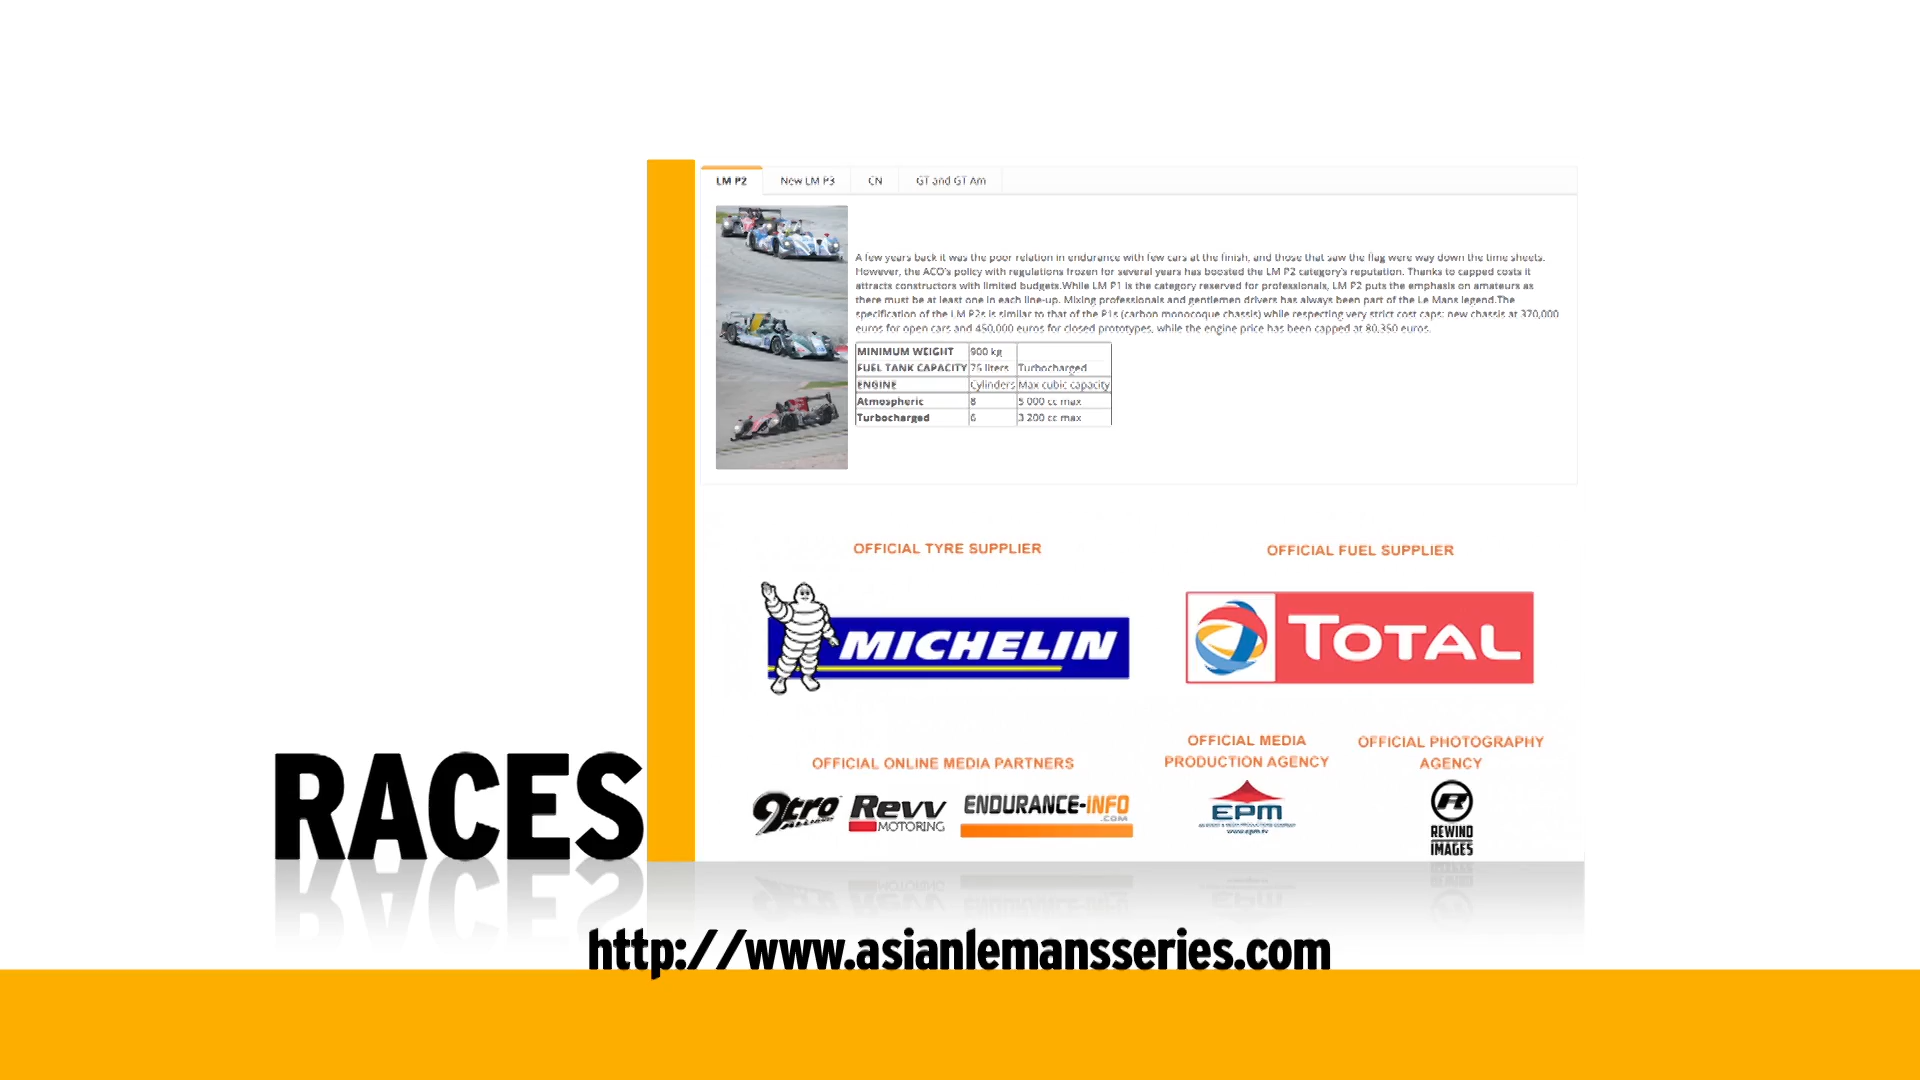 LM P2 New LM P3 CN GT and GT Am
A few years back it was the poor relation in endurance with few cars at the finish, and those that saw the flag were way down the time sheets.
However, the ACO's policy with regulations frozen for several years has boosted the LM P2 category's reputation. Thanks to capped costs it
attracts constructors with limited budgets.While LM P1 is the category reserved for professionals, LM P2 puts the emphasis on amateurs as
there must be at least one in each line-up. Mixing professionals and gentlemen drivers has always been part of the Le Mans legend.The
specification of the LM P2s is similar to that of the P1s (carbon monocoque chassis) while respecting very strict cost caps: new chassis at 370,000
euros for open cars and 450,000 euros for closed prototypes, while the engine price has been capped at 80,350 euros.
MINIMUM WEIGHT 900 kg
FUEL TANK CAPACITY 75 liters Turbocharged
ENGINE Cylinders Max cubic capacity
Atmospheric 8 5 000 cc max
Turbocharged 6 3 200 cc max
OFFICIAL TYRE SUPPLIER
MICHELIN
OFFICIAL FUEL SUPPLIER
TOTAL
OFFICIAL ONLINE MEDIA PARTNERS
9tro
Revv
MOTORING
ENDURANCE-INFO
.COM
OFFICIAL MEDIA
PRODUCTION AGENCY
EPM
www.epm.tv
OFFICIAL PHOTOGRAPHY
AGENCY
R
REWIND
IMAGES
RACES
http://www.asianlemansseries.com